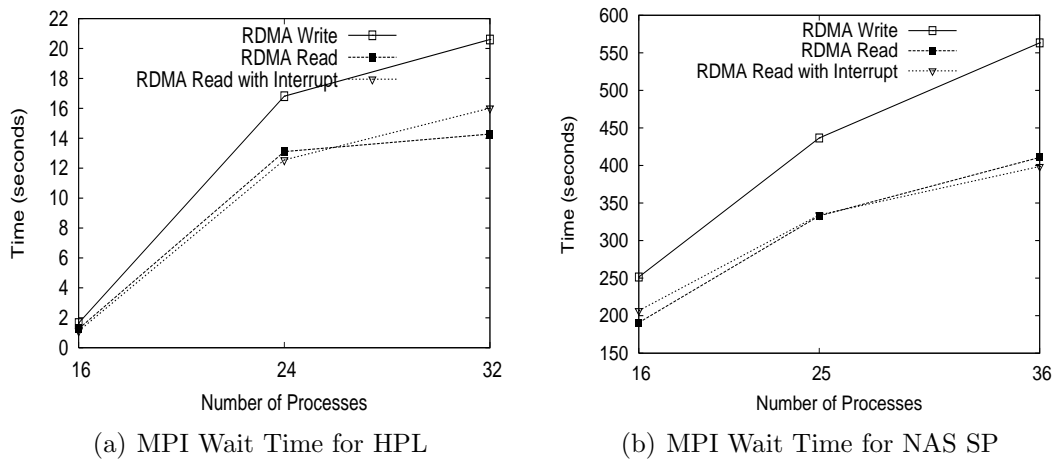 22
20
18
16
14
12
10
8
6
4
2
0
Time (seconds)
RDMA Write
RDMA Read
RDMA Read with Interrupt
16
24
32
Number of Processes
(a) MPI Wait Time for HPL
600
550
500
450
400
350
300
250
200
150
Time (seconds)
RDMA Write
RDMA Read
RDMA Read with Interrupt
16
25
36
Number of Processes
(b) MPI Wait Time for NAS SP